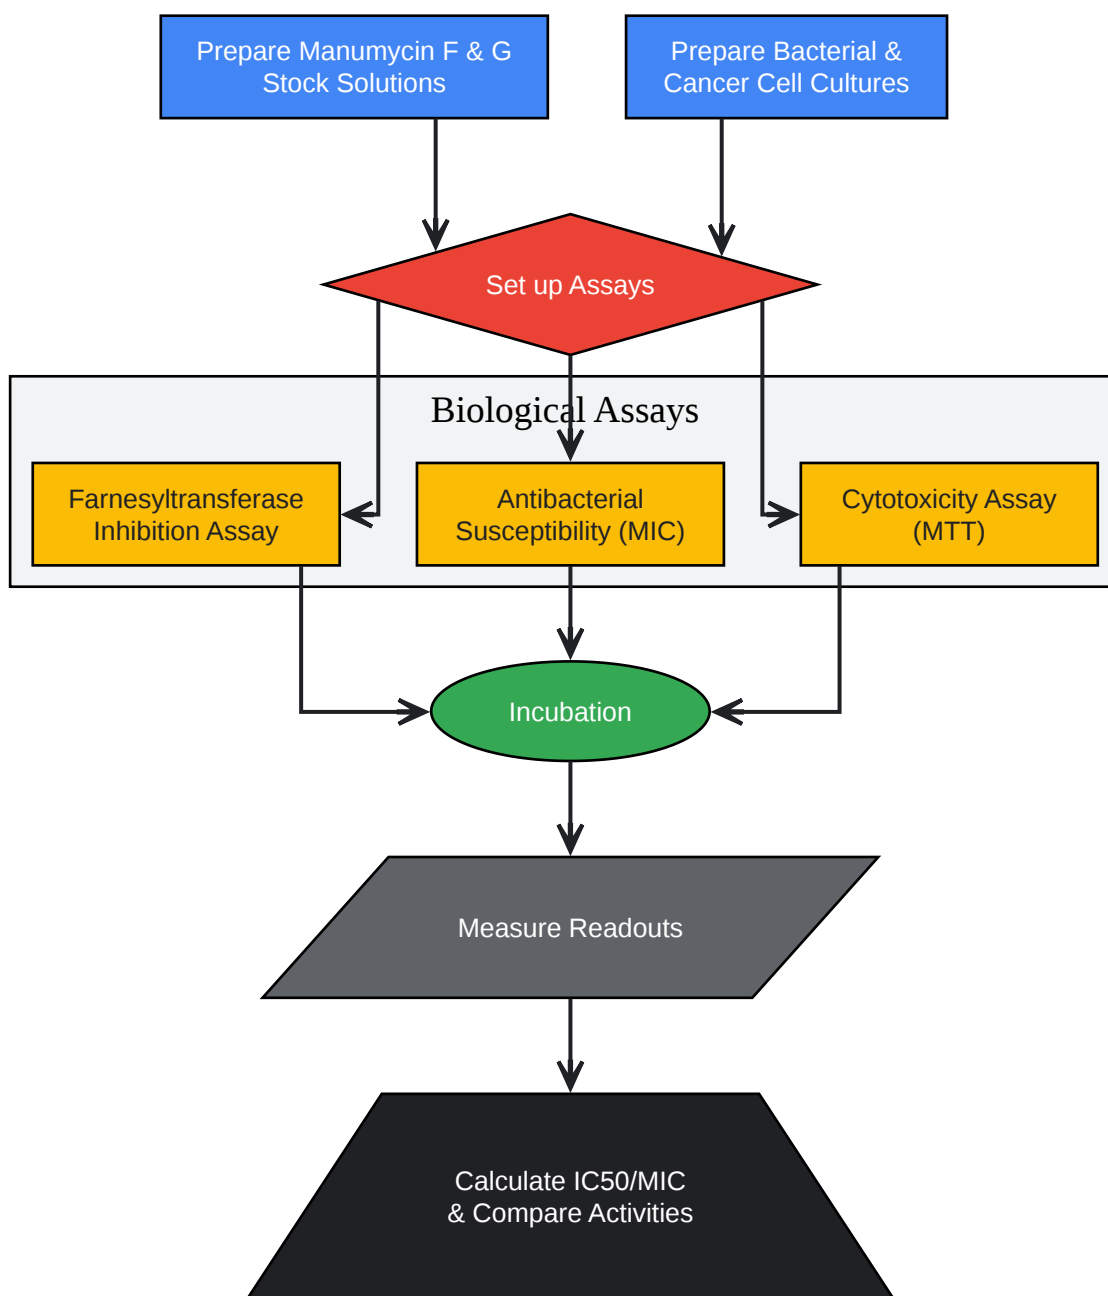 Prepare Manumycin F & G
Stock Solutions
Prepare Bacterial &
Cancer Cell Cultures
Set up Assays
Biological Assays
Farnesyltransferase
Inhibition Assay
Antibacterial
Susceptibility (MIC)
Cytotoxicity Assay
(MTT)
Incubation
Measure Readouts
Calculate IC50/MIC
& Compare Activities